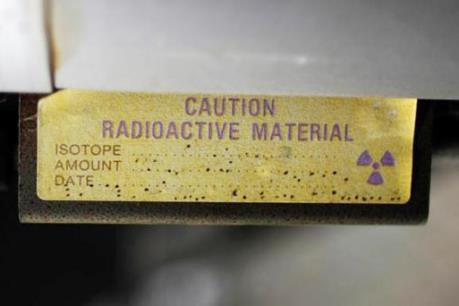 CAUTION
RADIOACTIVE MATERIAL
ISOTOPE
AMOUNT
DATE